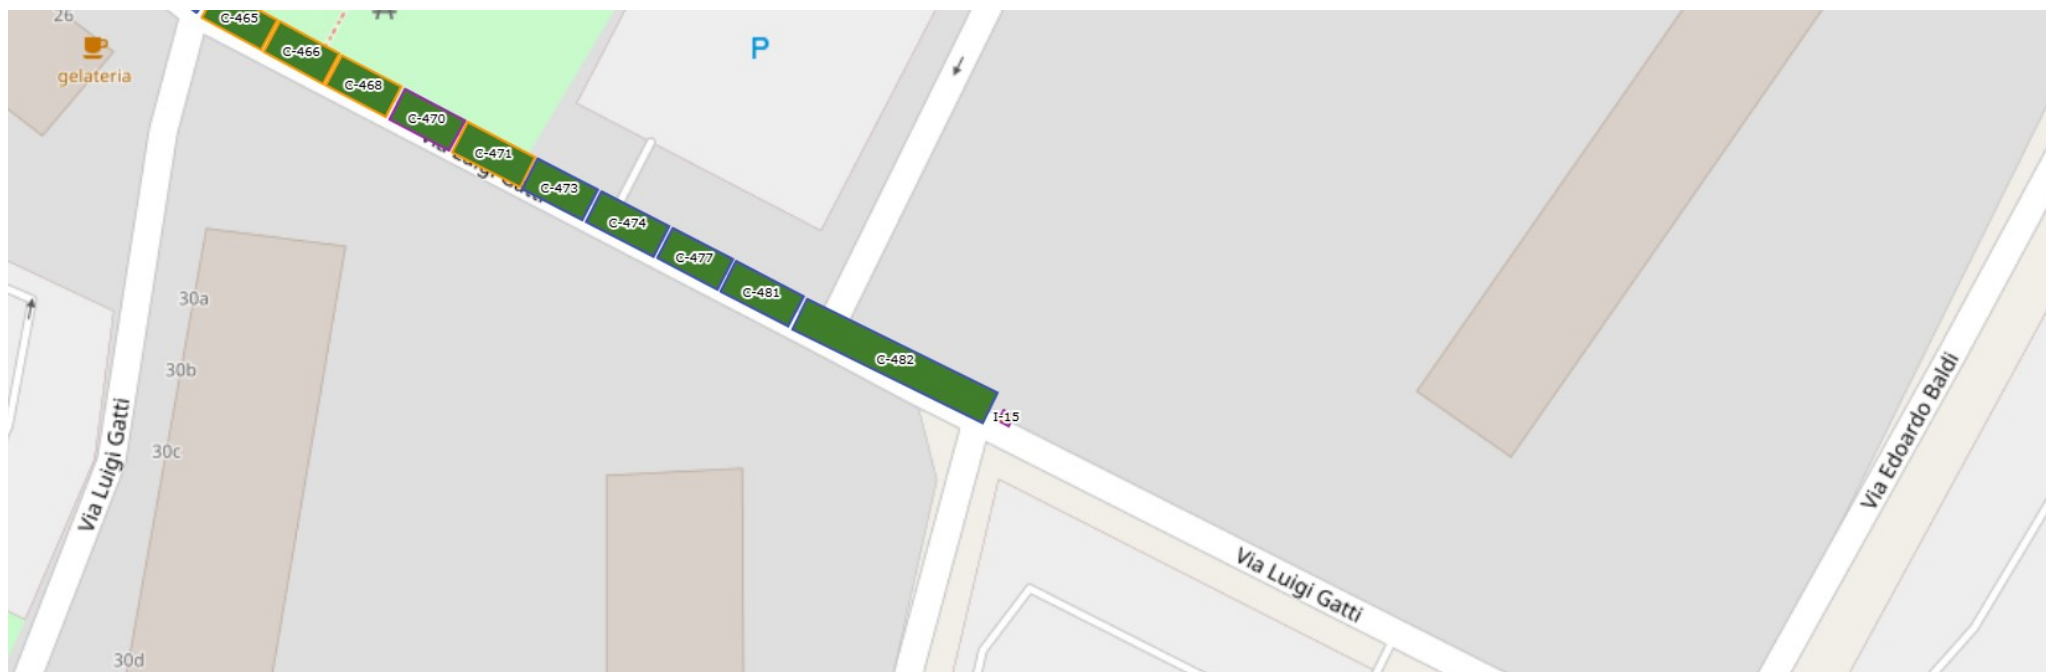 26
C-465
C-466
gelateria
C-468
P
C-470
C-471
C-473
C-474
C-477
C-481
30a
C-482
30b
I-15
Via Luigi Gatti
30c
Via Edoardo Baldi
Via Luigi Gatti
30d